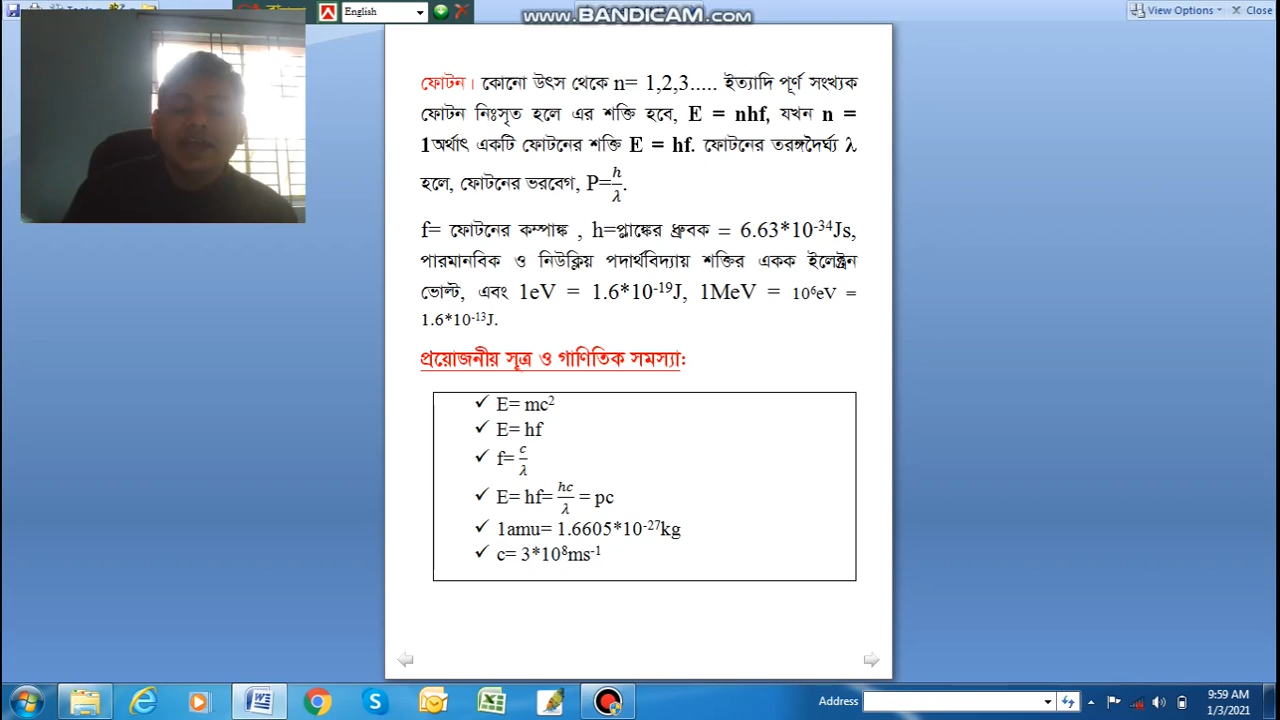 English
www.BANDICAM.com
View Options
Close
ফোটন। কোনো উৎস থেকে n= 1,2,3..... ইত্যাদি পূর্ণ সংখ্যক
ফোটন নিঃসৃত হলে এর শক্তি হবে, E = nhf, যখন n =
1অর্থাৎ একটি ফোটনের শক্তি E = hf. ফোটনের তরঙ্গদৈর্ঘ্য λ
হলে, ফোটনের ভরবেগ, P=h/λ.
f= ফোটনের কম্পাঙ্ক , h=প্লাঙ্কের ধ্রুবক = 6.63*10⁻³⁴Js,
পারমানবিক ও নিউক্লিয় পদার্থবিদ্যায় শক্তির একক ইলেক্ট্রন
ভোল্ট, এবং 1eV = 1.6*10⁻¹⁹J, 1MeV = 10⁶eV =
1.6*10⁻¹³J.
প্রয়োজনীয় সূত্র ও গাণিতিক সমস্যা:
✓ E= mc²
✓ E= hf
✓ f= c/λ
✓ E= hf= hc/λ = pc
✓ 1amu= 1.6605*10⁻²⁷kg
✓ c= 3*10⁸ms⁻¹
Address
9:59 AM
1/3/2021